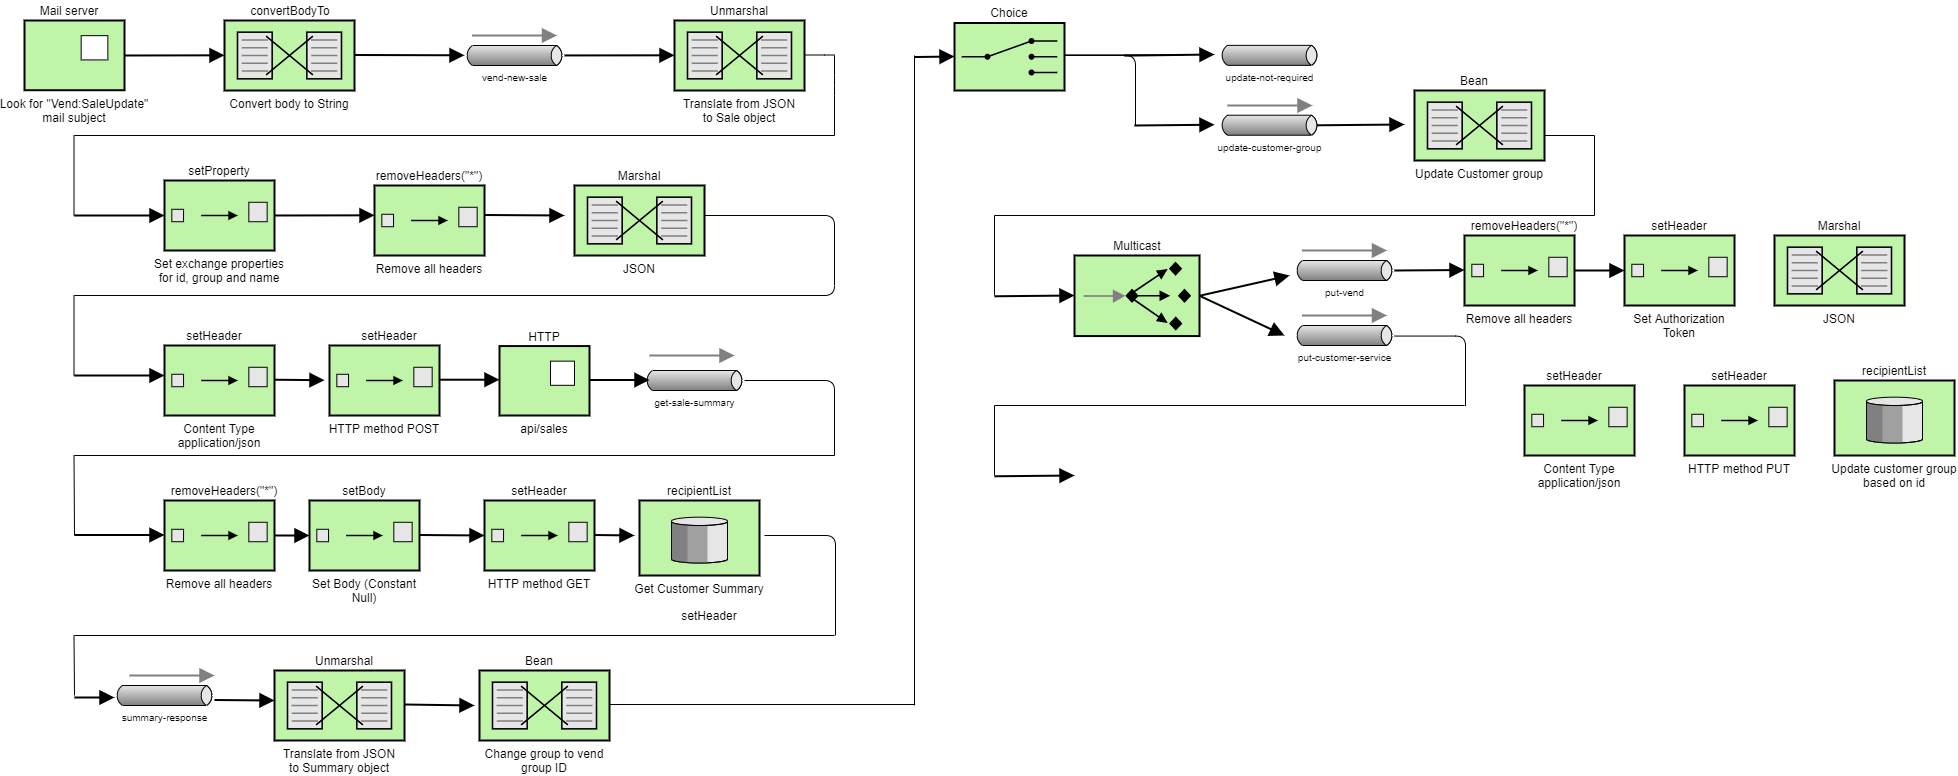 Mail server
Look for "Vend:SaleUpdate"
mail subject
convertBodyTo
Convert body to String
vend-new-sale
Unmarshal
Translate from JSON
to Sale object
setProperty
Set exchange properties
for id, group and name
removeHeaders("*")
Remove all headers
Marshal
JSON
setHeader
Content Type
application/json
setHeader
HTTP method POST
HTTP
api/sales
get-sale-summary
removeHeaders("*")
Remove all headers
setBody
Set Body (Constant
Null)
setHeader
HTTP method GET
recipientList
Get Customer Summary
setHeader
summary-response
Unmarshal
Translate from JSON
to Summary object
Bean
Change group to vend
group ID
Choice
update-not-required
update-customer-group
Bean
Update Customer group
Multicast
put-vend
put-customer-service
removeHeaders("*")
Remove all headers
setHeader
Set Authorization
Token
Marshal
JSON
setHeader
Content Type
application/json
setHeader
HTTP method PUT
recipientList
Update customer group
based on id